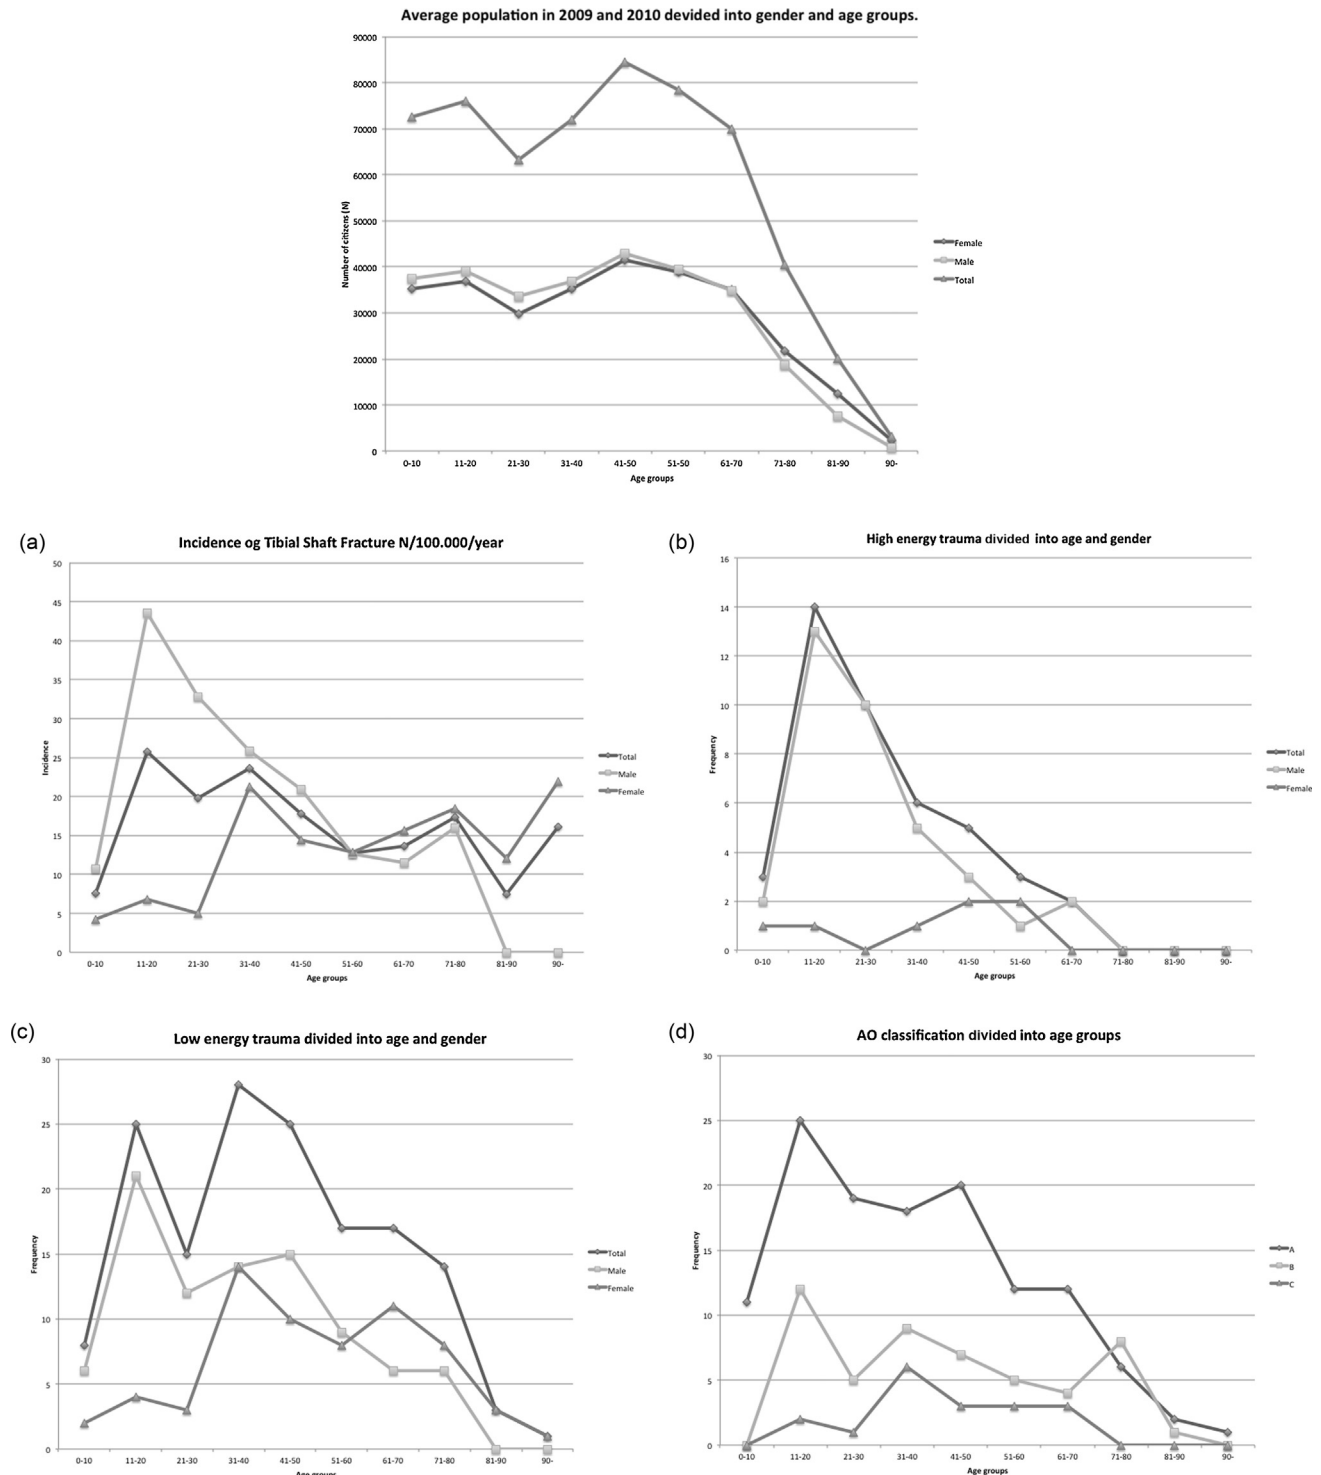 Average population in 2009 and 2010 devided into gender and age groups.
90000
80000
70000
60000
50000
40000
30000
20000
10000
0
Number of citizens (N)
0-10 11-20 21-30 31-40 41-50 51-50 61-70 71-80 81-90 90-
Age groups
Female
Male
Total
(a)
Incidence og Tibial Shaft Fracture N/100.000/year
50
45
40
35
30
25
20
15
10
5
0
Incidence
0-10 11-20 21-30 31-40 41-50 51-60 61-70 71-80 81-90 90-
Age groups
Total
Male
Female
(b)
High energy trauma divided into age and gender
16
14
12
10
8
6
4
2
0
Frequency
0-10 11-20 21-30 31-40 41-50 51-60 61-70 71-80 81-90 90-
Age groups
Total
Male
Female
(c)
Low energy trauma divided into age and gender
30
25
20
15
10
5
0
Frequency
0-10 11-20 21-30 31-40 41-50 51-60 61-70 71-80 81-90 90-
Age groups
Total
Male
Female
(d)
AO classification divided into age groups
30
25
20
15
10
5
0
Frequency
0-10 11-20 21-30 31-40 41-50 51-60 61-70 71-80 81-90 90-
Age groups
A
B
C